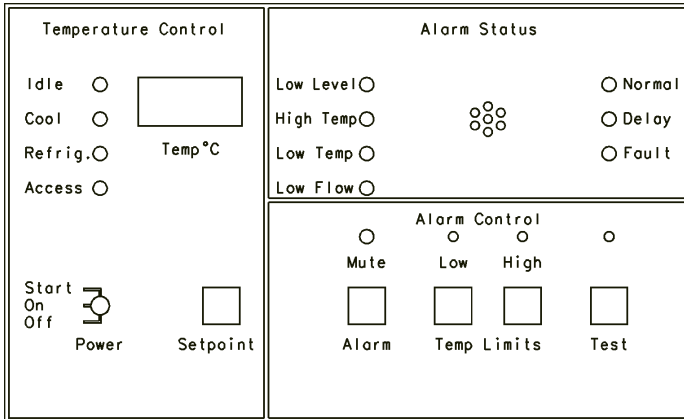 Temperature Control
Idle
Cool
Refrig.
Access
Temp°C
Start
On
Off
Power
Setpoint
Alarm Status
Low Level
High Temp
Low Temp
Low Flow
Normal
Delay
Fault
Alarm Control
Mute Low High
Alarm Temp Limits Test